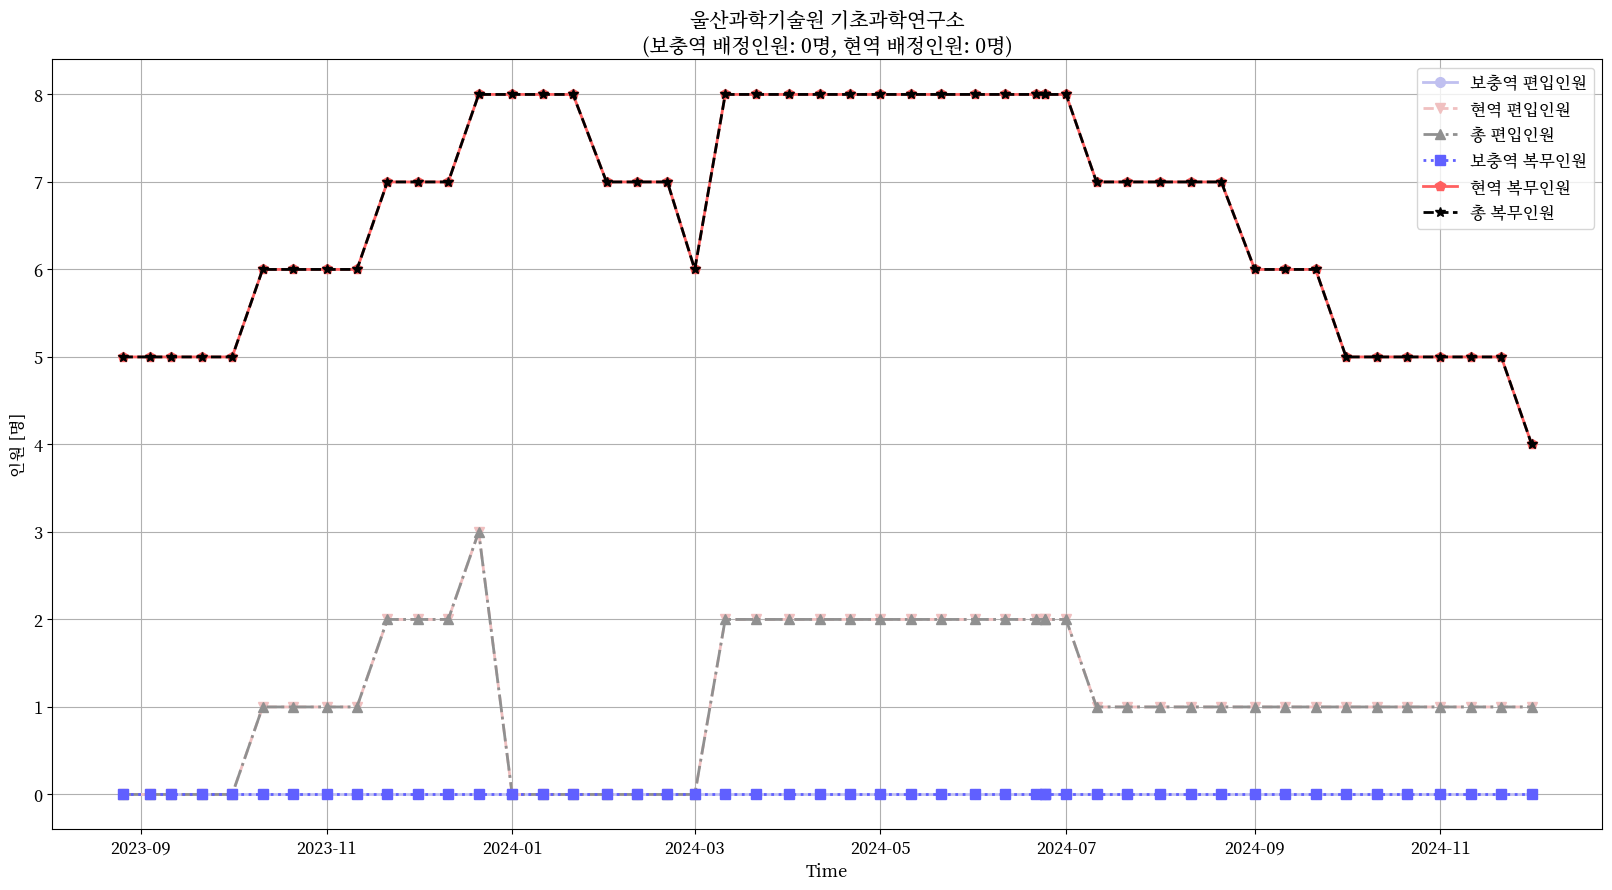 울산과학기술원 기초과학연구소
(보충역 배정인원: 0명, 현역 배정인원: 0명)
보충역 편입인원
현역 편입인원
총 편입인원
보충역 복무인원
현역 복무인원
총 복무인원
인원 [명]
8
7
6
5
4
3
2
1
0
2023-09
2023-11
2024-01
2024-03
2024-05
2024-07
2024-09
2024-11
Time